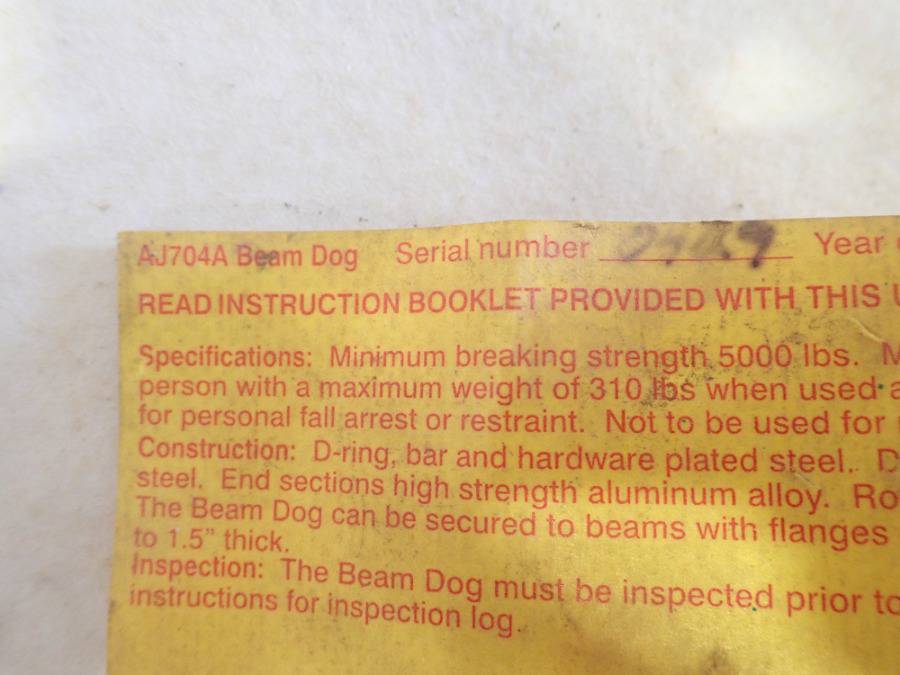 AJ704A Beam Dog Serial number Year
READ INSTRUCTION BOOKLET PROVIDED WITH THIS
Specifications: Minimum breaking strength 5000 lbs.
person with a maximum weight of 310 lbs when used
for personal fall arrest or restraint. Not to be used for
Construction: D-ring, bar and hardware plated steel.
steel. End sections high strength aluminum alloy.
The Beam Dog can be secured to beams with flanges
to 1.5" thick.
Inspection: The Beam Dog must be inspected prior to
instructions for inspection log.